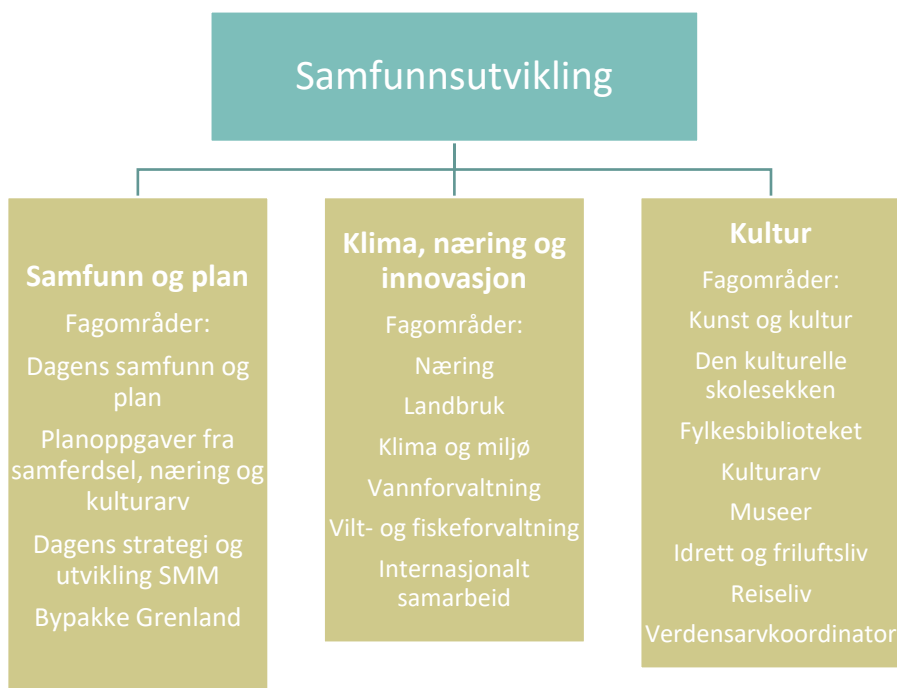 Samfunnsutvikling
Samfunn og plan
Fagområder:
Dagens samfunn og
plan
Planoppgaver fra
samferdsel, næring og
kulturarv
Dagens strategi og
utvikling SMM
Bypakke Grenland
Klima, næring og
innovasjon
Fagområder:
Næring
Landbruk
Klima og miljø
Vannforvaltning
Vilt- og fiskeforvaltning
Internasjonalt
samarbeid
Kultur
Fagområder:
Kunst og kultur
Den kulturelle
skolesekken
Fylkesbiblioteket
Kulturarv
Museer
Idrett og friluftsliv
Reiseliv
Verdensarvkoordinator